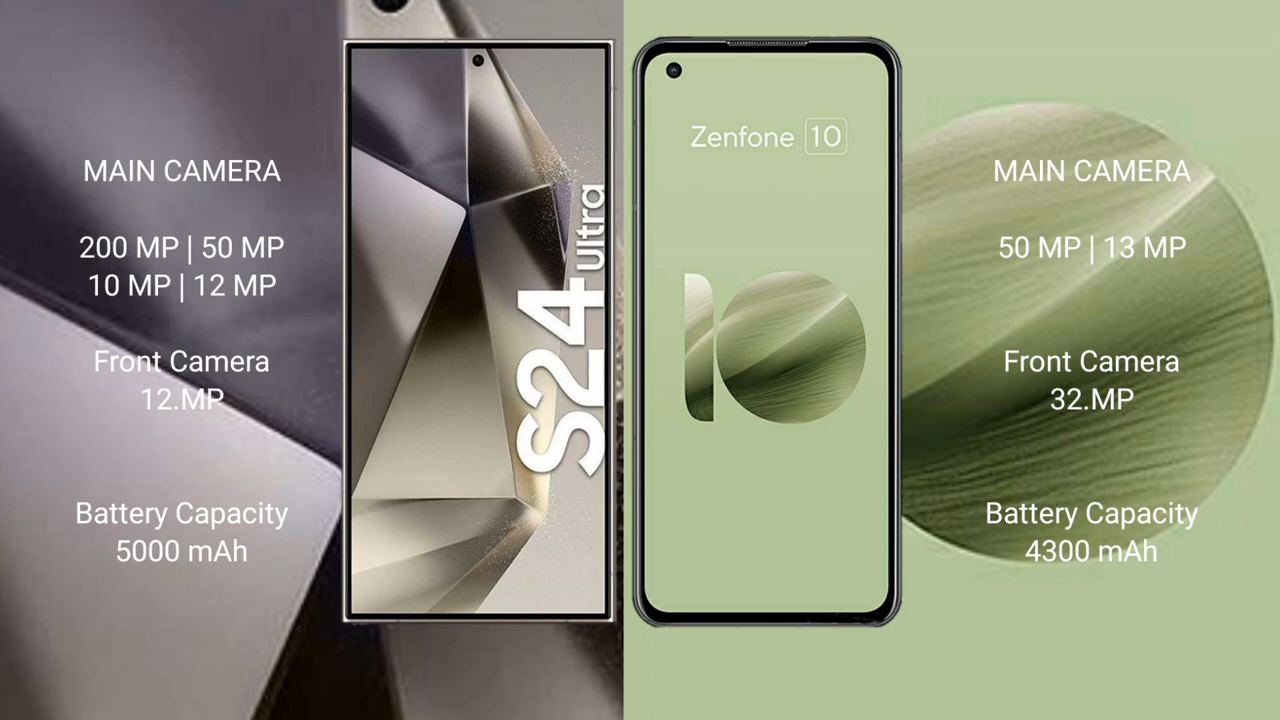 MAIN CAMERA
200 MP | 50 MP
10 MP | 12 MP
Front Camera
12.MP
Battery Capacity
5000 mAh
S24 Ultra
Zenfone 10
10
MAIN CAMERA
50 MP | 13 MP
Front Camera
32.MP
Battery Capacity
4300 mAh